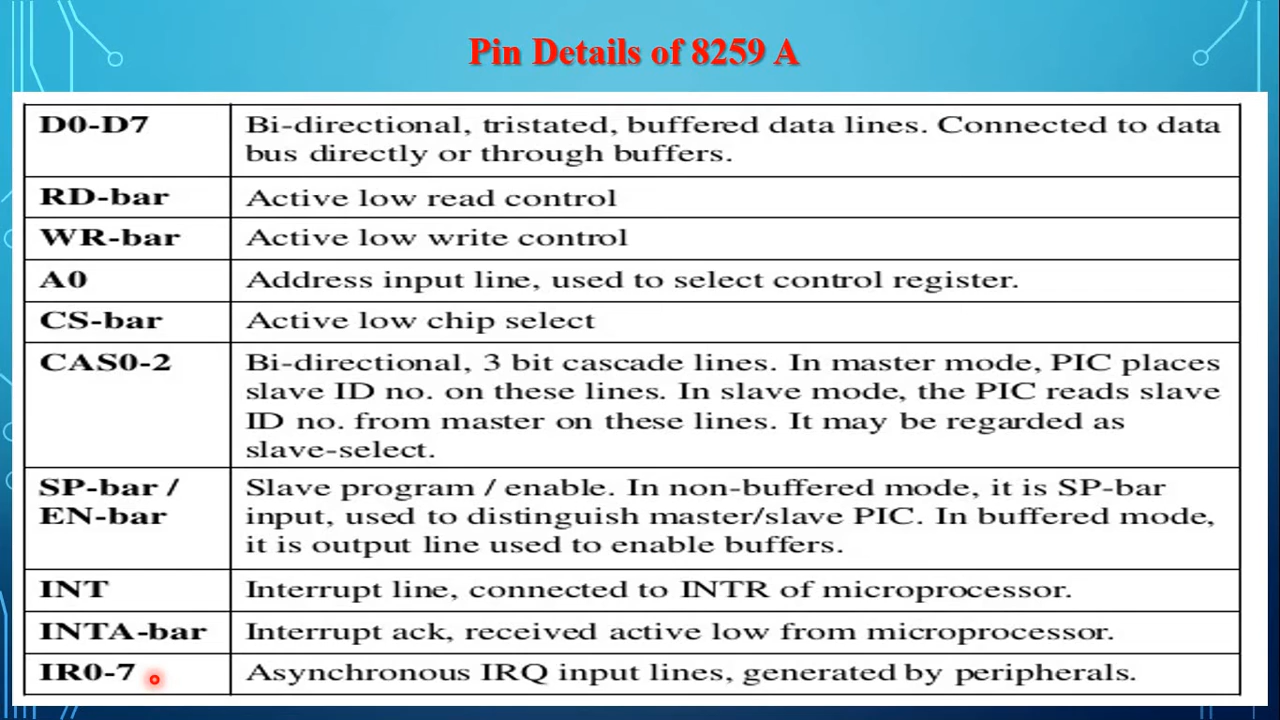 Pin Details of 8259 A
D0-D7
Bi-directional, tristated, buffered data lines. Connected to data
bus directly or through buffers.
RD-bar
Active low read control
WR-bar
Active low write control
A0
Address input line, used to select control register.
CS-bar
Active low chip select
CAS0-2
Bi-directional, 3 bit cascade lines. In master mode, PIC places
slave ID no. on these lines. In slave mode, the PIC reads slave
ID no. from master on these lines. It may be regarded as
slave-select.
SP-bar /
EN-bar
Slave program / enable. In non-buffered mode, it is SP-bar
input, used to distinguish master/slave PIC. In buffered mode,
it is output line used to enable buffers.
INT
Interrupt line, connected to INTR of microprocessor.
INTA-bar
Interrupt ack, received active low from microprocessor.
IR0-7
Asynchronous IRQ input lines, generated by peripherals.